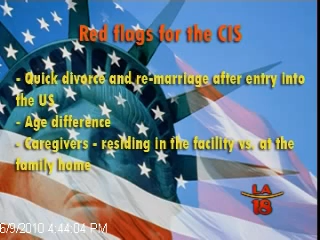 Red flags for the CIS
- Quick divorce and re-marriage after entry into
the US
- Age difference
- Caregivers - residing in the facility vs. at the
family home
LA
18
6/9/2010 4:44:04 PM